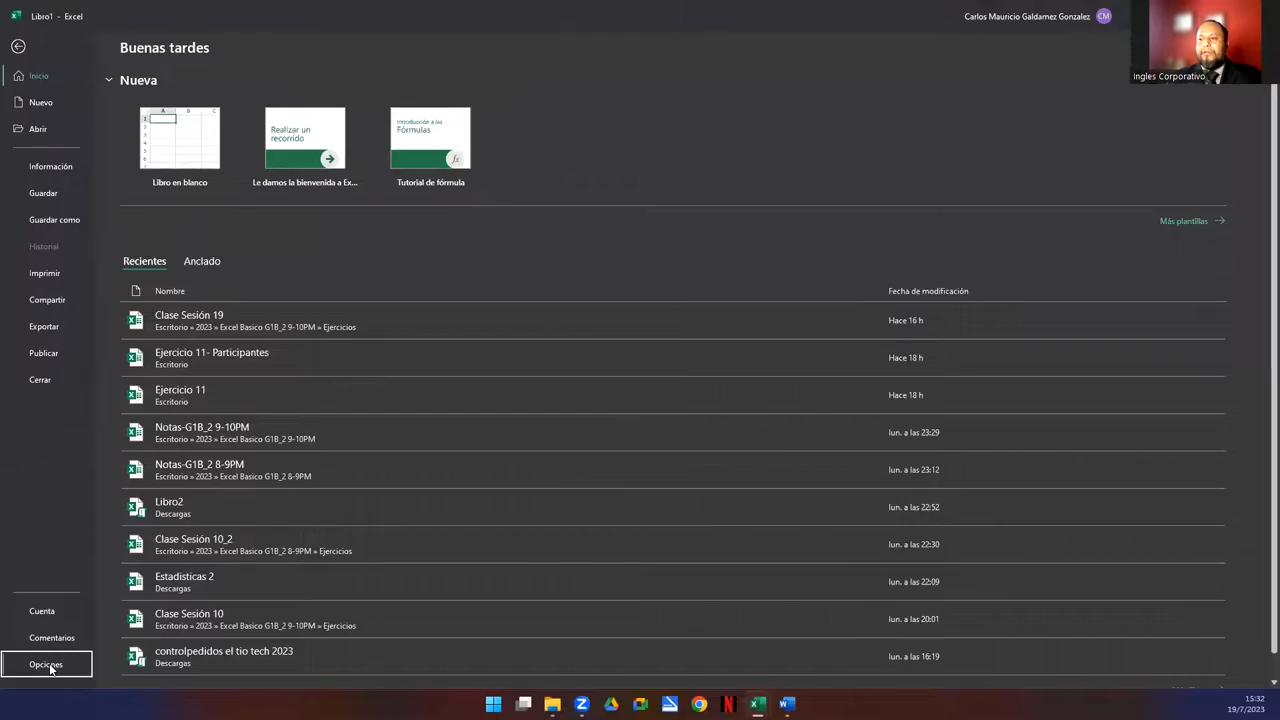 Libro1 - Excel
Carlos Mauricio Galdamez Gonzalez CM
Ingles Corporativo
Inicio
Nuevo
Abrir
Información
Guardar
Guardar como
Historial
Imprimir
Compartir
Exportar
Publicar
Cerrar
Cuenta
Comentarios
Opciones
Buenas tardes
Nueva
A B C
1
2
3
4
5
6
7
Libro en blanco
Realizar un
recorrido
Le damos la bienvenida a Ex...
Introducción a las
Fórmulas
fx
Tutorial de fórmula
Más plantillas
Recientes Anclado
Nombre Fecha de modificación
Clase Sesión 19
Escritorio » 2023 » Excel Basico G1B_2 9-10PM » Ejercicios
Hace 16 h
Ejercicio 11- Participantes
Escritorio
Hace 18 h
Ejercicio 11
Escritorio
Hace 18 h
Notas-G1B_2 9-10PM
Escritorio » 2023 » Excel Basico G1B_2 9-10PM
lun. a las 23:29
Notas-G1B_2 8-9PM
Escritorio » 2023 » Excel Basico G1B_2 8-9PM
lun. a las 23:12
Libro2
Descargas
lun. a las 22:52
Clase Sesión 10_2
Escritorio » 2023 » Excel Basico G1B_2 8-9PM » Ejercicios
lun. a las 22:30
Estadisticas 2
Descargas
lun. a las 22:09
Clase Sesión 10
Escritorio » 2023 » Excel Basico G1B_2 9-10PM » Ejercicios
lun. a las 20:01
controlpedidos el tio tech 2023
Descargas
lun. a las 16:19
15:32
19/7/2023